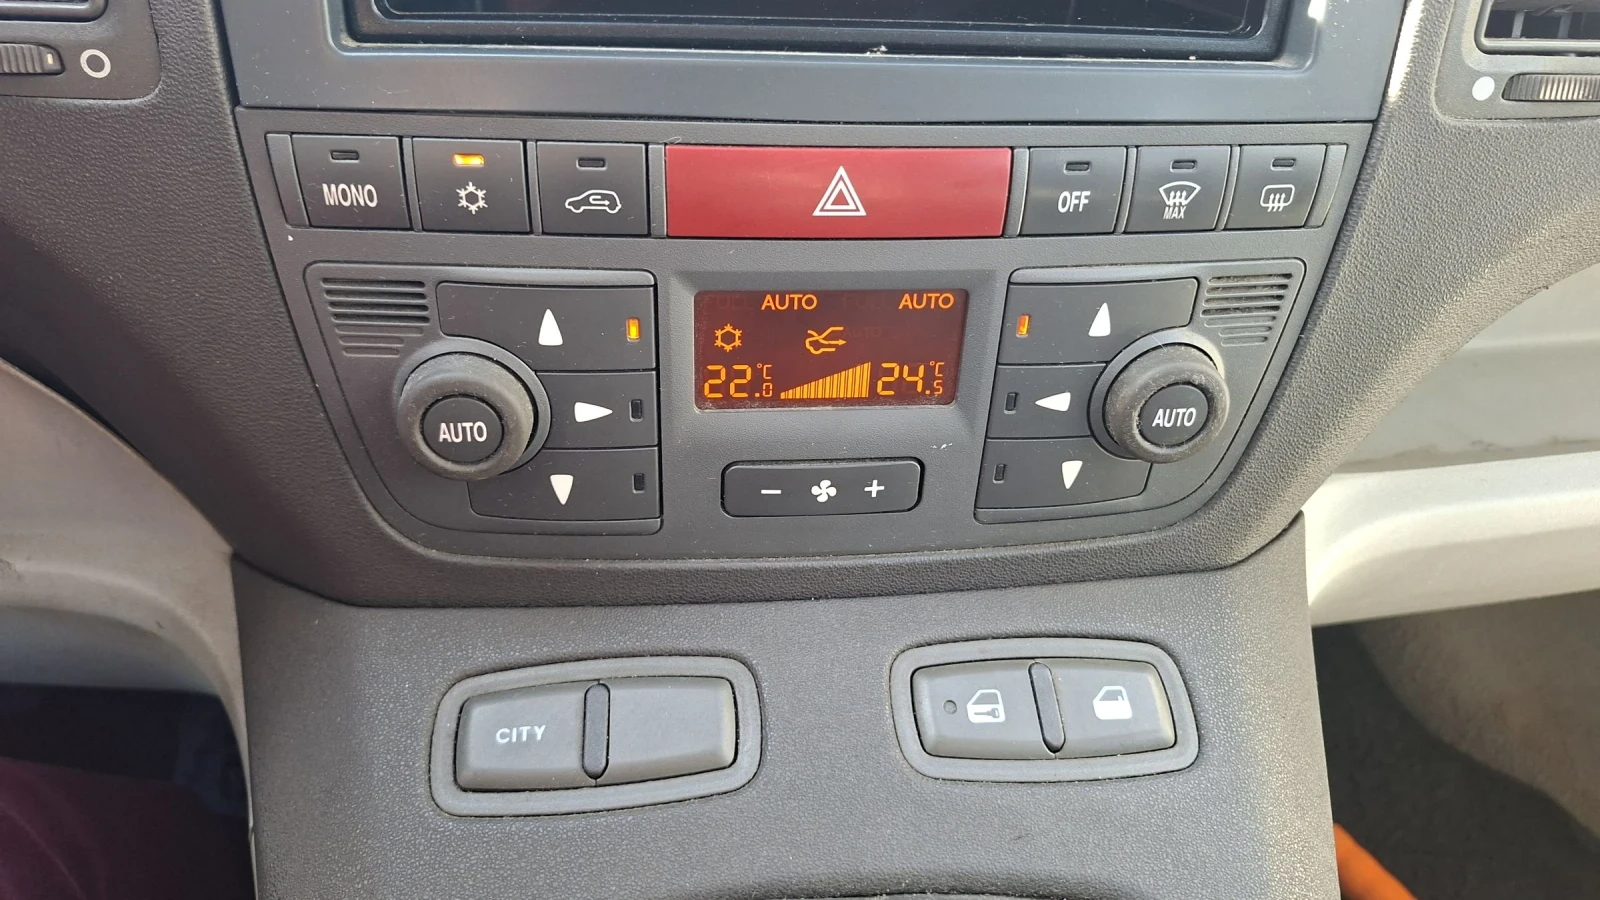 MONO
OFF
MAX
AUTO AUTO
22.0 °C 24.5 °C
AUTO
AUTO
- +
CITY